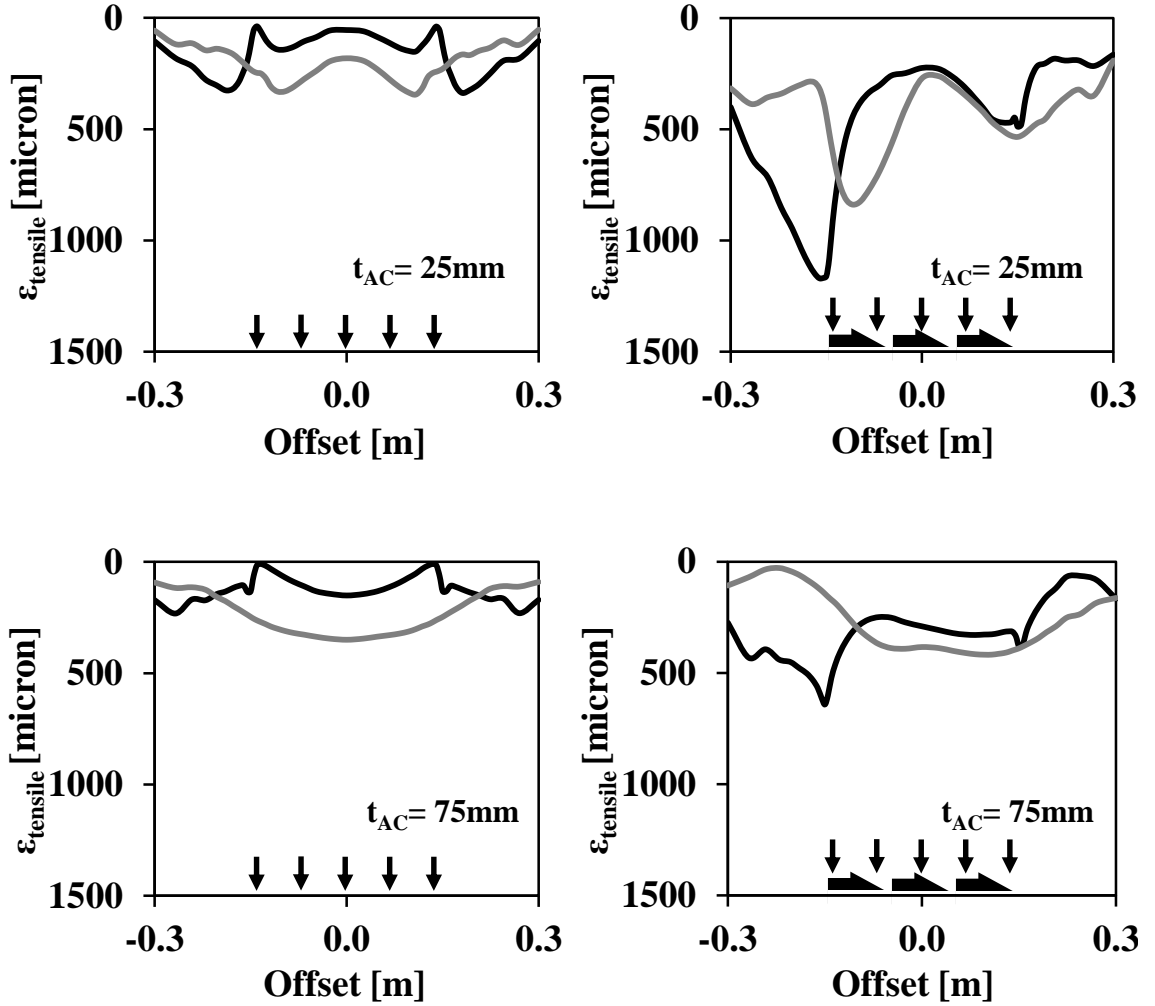 0
500
1000
1500
ε_tensile [micron]
t_AC= 25mm
-0.3 0.0 0.3
Offset [m]
0
500
1000
1500
ε_tensile [micron]
t_AC= 25mm
-0.3 0.0 0.3
Offset [m]
0
500
1000
1500
ε_tensile [micron]
t_AC= 75mm
-0.3 0.0 0.3
Offset [m]
0
500
1000
1500
ε_tensile [micron]
t_AC= 75mm
-0.3 0.0 0.3
Offset [m]